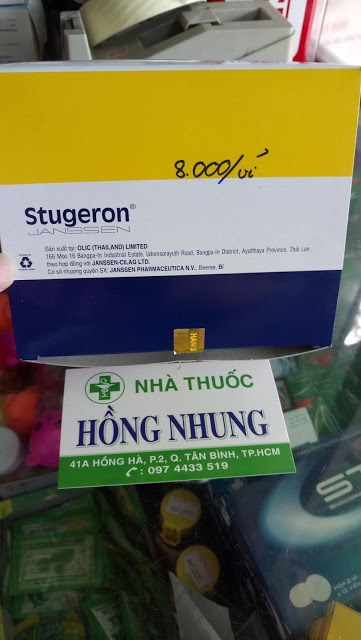 8.000/vỉ
Stugeron®
JANSSEN
Sản xuất tại: OLIC (THAILAND) LIMITED
166 Moo 16 Bangpa-In Industrial Estate, Udomsorayuth Road, Bangpa-In District, Ayutthaya Province, Thái Lan
theo hợp đồng với JANSSEN-CILAG LTD.
Cơ sở nhượng quyền SX: JANSSEN PHARMACEUTICA N.V., Beerse, Bỉ
NHÀ THUỐC
HỒNG NHUNG
41A HỒNG HÀ, P.2, Q. TÂN BÌNH, TP.HCM
: 097 4433 519